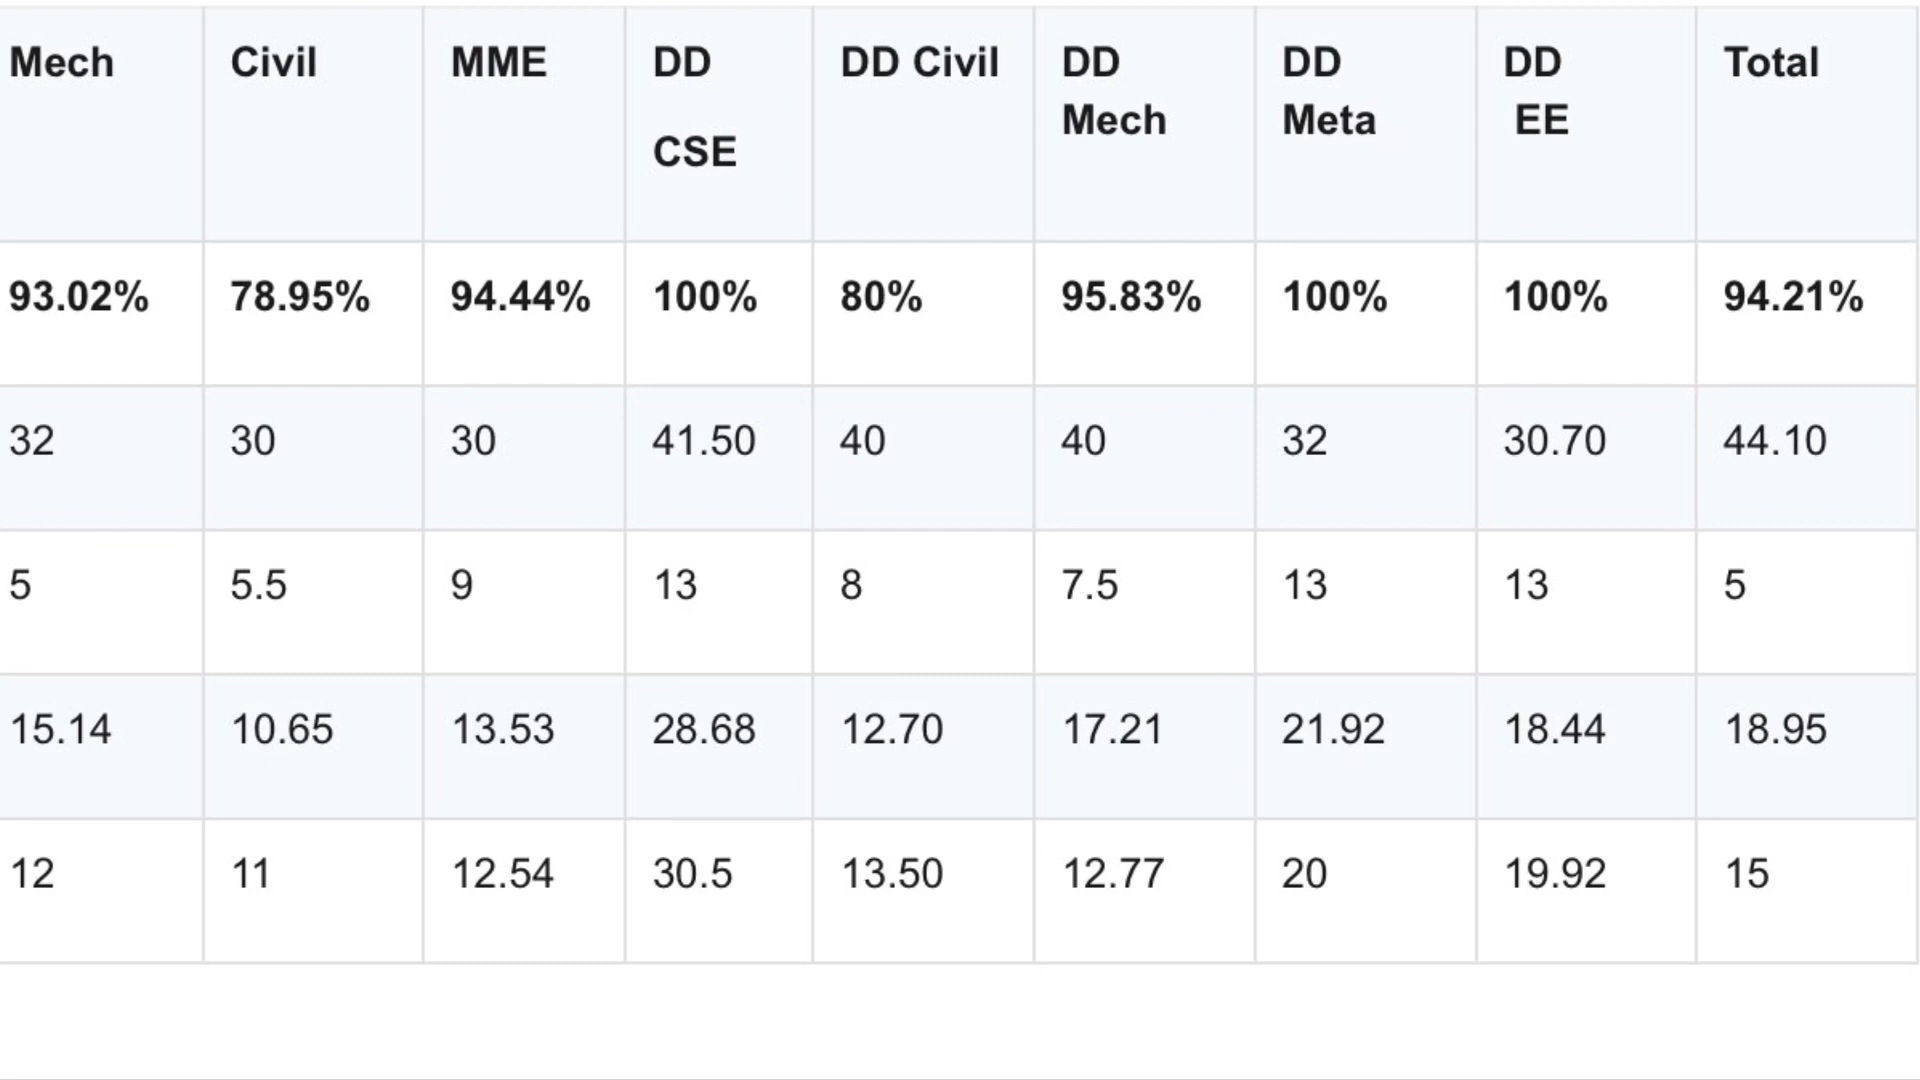 Mech Civil MME DD CSE DD Civil DD Mech DD Meta DD EE Total
93.02% 78.95% 94.44% 100% 80% 95.83% 100% 100% 94.21%
32 30 30 41.50 40 40 32 30.70 44.10
5 5.5 9 13 8 7.5 13 13 5
15.14 10.65 13.53 28.68 12.70 17.21 21.92 18.44 18.95
12 11 12.54 30.5 13.50 12.77 20 19.92 15